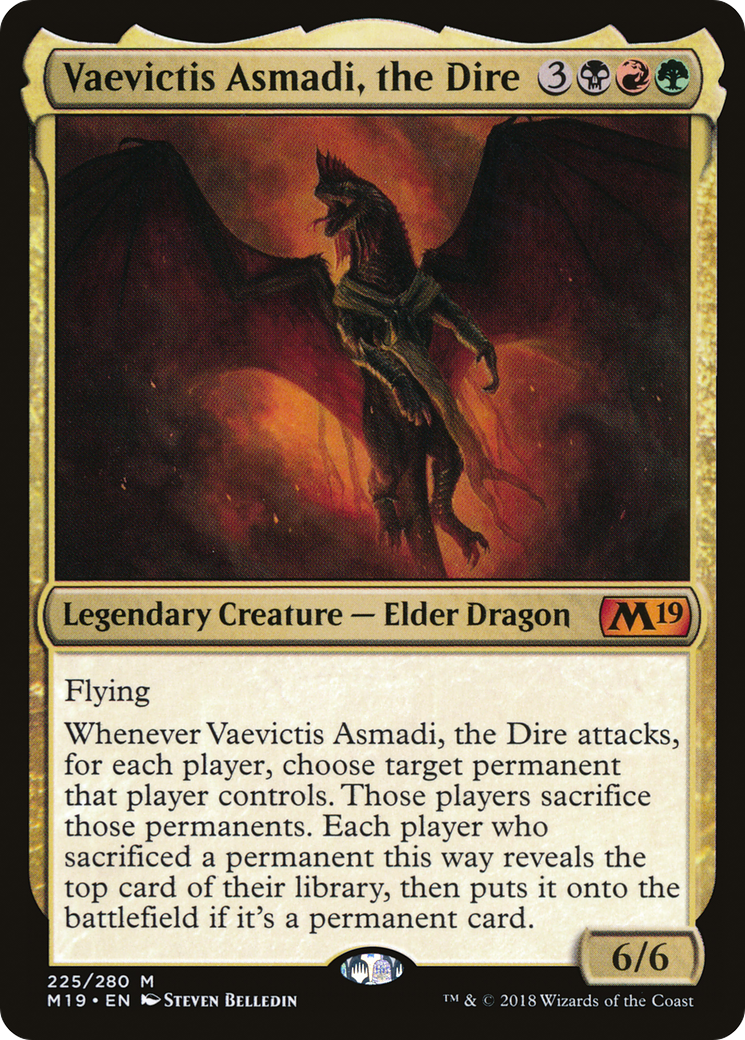 Vaevictis Asmadi, the Dire 3
Legendary Creature — Elder Dragon M19
Flying
Whenever Vaevictis Asmadi, the Dire attacks,
for each player, choose target permanent
that player controls. Those players sacrifice
those permanents. Each player who
sacrificed a permanent this way reveals the
top card of their library, then puts it onto the
battlefield if it's a permanent card.
6/6
225/280 M
M19 • EN Steven Belledin
™ & © 2018 Wizards of the Coast